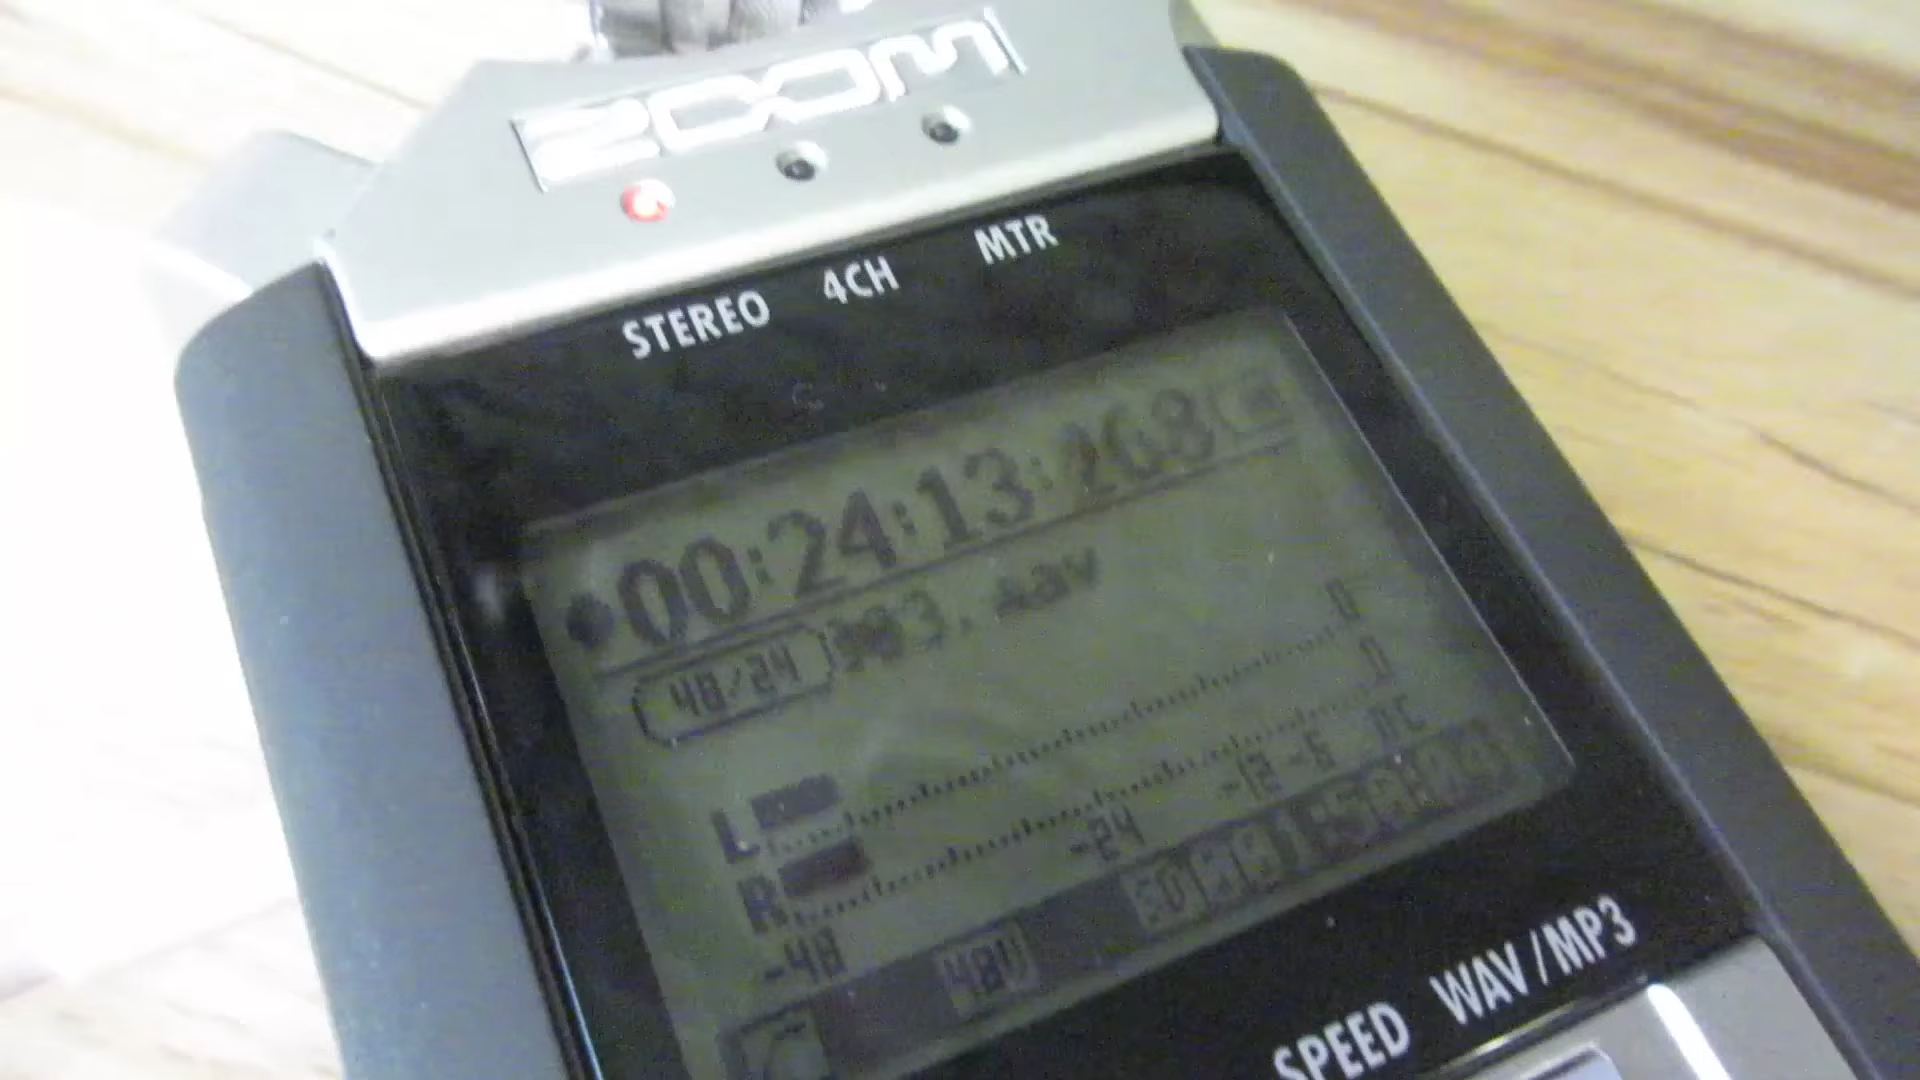 ZOOM
STEREO 4CH MTR
00:24:13:268
48/24
0
L
0
R
-48 -24 -12 -6
48V
SPEED WAV/MP3